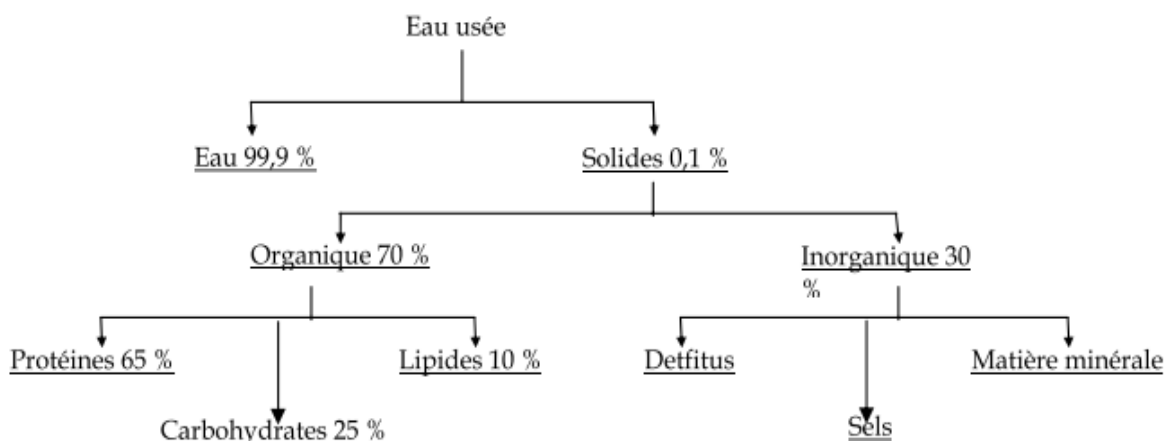 Eau usée
Eau 99,9 %
Solides 0,1 %
Organique 70 %
Inorganique 30
%
Protéines 65 %
Lipides 10 %
Detfitus
Matière minérale
Carbohydrates 25 %
Sels